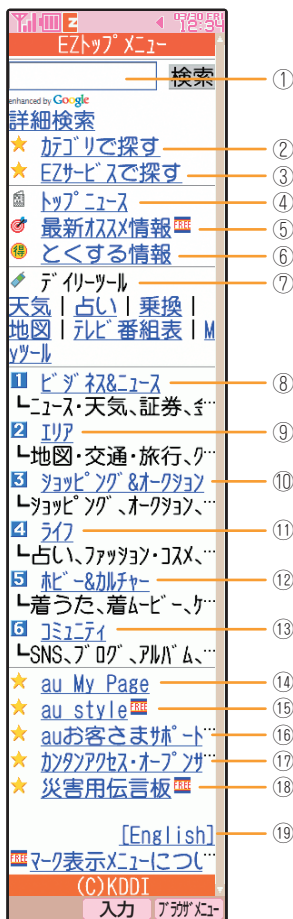 03/30 FRI
12:34
EZﾄｯﾌﾟﾒﾆｭｰ
検索 ①
enhanced by Google
詳細検索
ｶﾃｺﾞﾘで探す ②
EZｻｰﾋﾞｽで探す ③
ﾄｯﾌﾟﾆｭｰｽ ④
最新ｵｽｽﾒ情報 FREE ⑤
得 とくする情報 ⑥
ﾃﾞｲﾘｰﾂｰﾙ ⑦
天気 | 占い | 乗換 |
地図 | ﾃﾚﾋﾞ番組表 | M
yﾂｰﾙ
1 ﾋﾞｼﾞﾈｽ&ﾆｭｰｽ ⑧
┗ﾆｭｰｽ･天気､証券､金…
2 ｴﾘｱ ⑨
┗地図･交通･旅行､ｸ…
3 ｼｮｯﾋﾟﾝｸﾞ&ｵｰｸｼｮﾝ ⑩
┗ｼｮｯﾋﾟﾝｸﾞ､ｵｰｸｼｮﾝ､…
4 ﾗｲﾌ ⑪
┗占い､ﾌｧｯｼｮﾝ･ｺｽﾒ､…
5 ﾎﾋﾞｰ&ｶﾙﾁｬｰ ⑫
┗着うた､着ﾑｰﾋﾞｰ､ｹ…
6 ｺﾐｭﾆﾃｨ ⑬
┗SNS､ﾌﾞﾛｸﾞ､ｱﾙﾊﾞﾑ､…
au My Page ⑭
au style FREE ⑮
auお客さまｻﾎﾟｰﾄ… ⑯
ｶﾝﾀﾝｱｸｾｽ･ｵｰﾌﾟﾝｻ… ⑰
災害用伝言板 FREE ⑱
[English] ⑲
FREE ﾏｰｸ表示ﾒﾆｭｰについ…
(C)KDDI
入力 ﾌﾞﾗｳｻﾞﾒﾆｭｰ